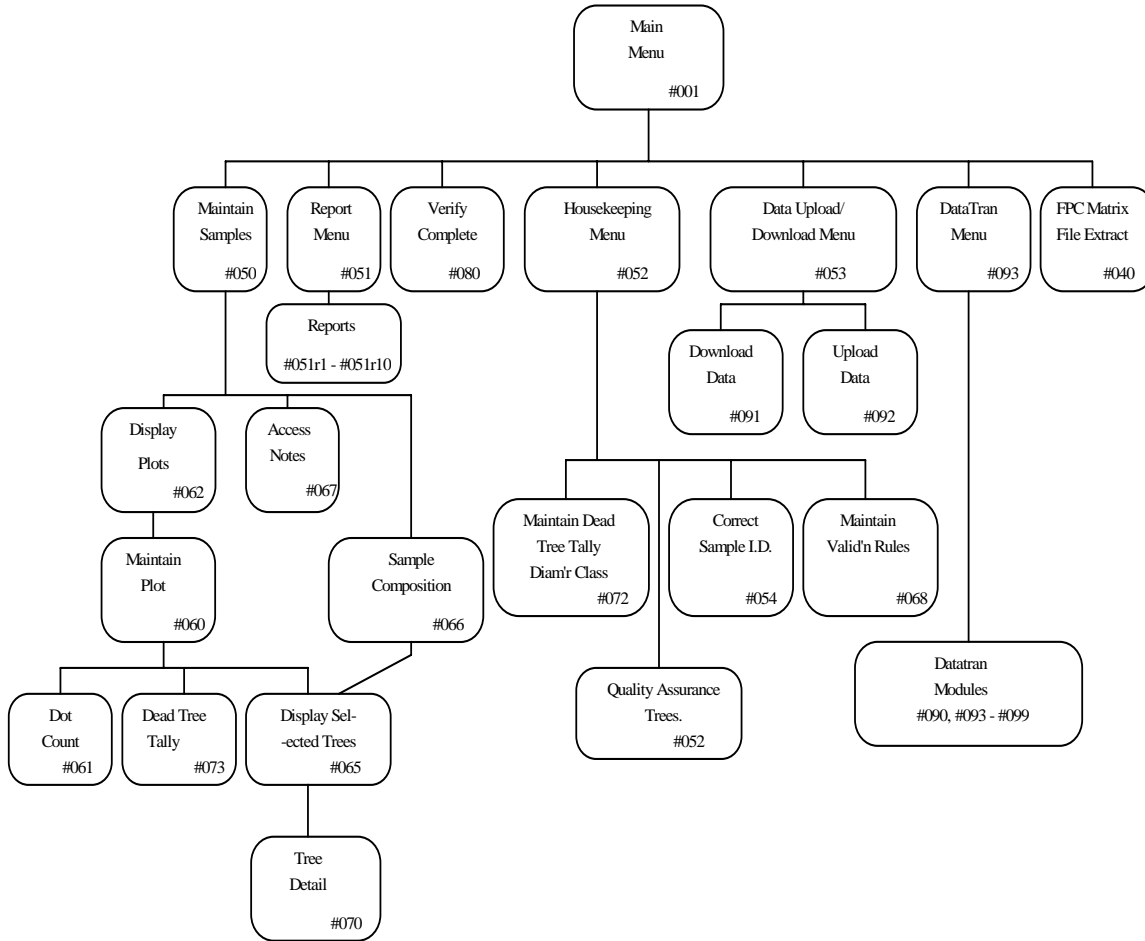 Main
Menu
#001
Maintain
Samples
#050
Report
Menu
#051
Verify
Complete
#080
Housekeeping
Menu
#052
Data Upload/
Download Menu
#053
DataTran
Menu
#093
FPC Matrix
File Extract
#040
Reports
#051r1 - #051r10
Download
Data
#091
Upload
Data
#092
Display
Plots
#062
Access
Notes
#067
Maintain Dead
Tree Tally
Diam'r Class
#072
Correct
Sample I.D.
#054
Maintain
Valid'n Rules
#068
Maintain
Plot
#060
Sample
Composition
#066
Quality Assurance
Trees.
#052
Datatran
Modules
#090, #093 - #099
Dot
Count
#061
Dead Tree
Tally
#073
Display Sel-
-ected Trees
#065
Tree
Detail
#070